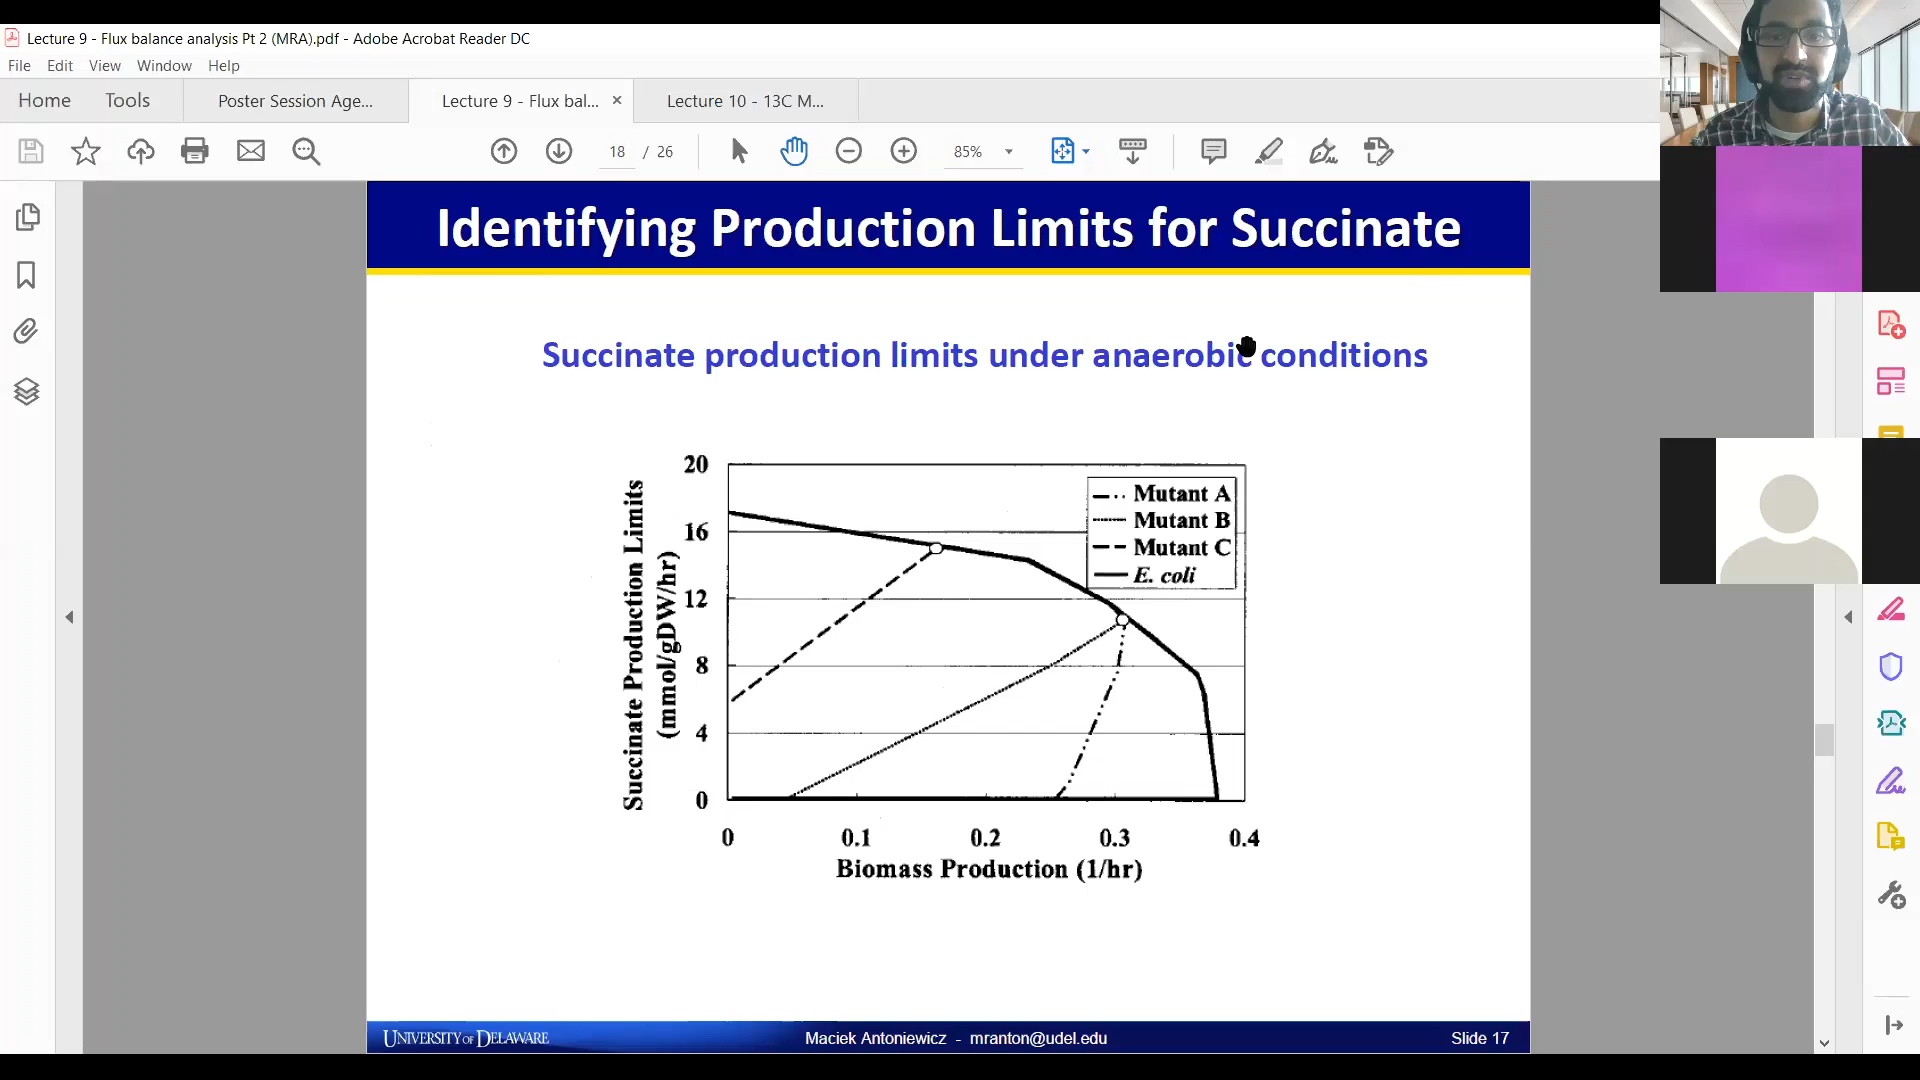 Lecture 9 - Flux balance analysis Pt 2 (MRA).pdf - Adobe Acrobat Reader DC
File Edit View Window Help
Home Tools Poster Session Age... Lecture 9 - Flux bal... × Lecture 10 - 13C M...
18 / 26 85%
Identifying Production Limits for Succinate
Succinate production limits under anaerobic conditions
Succinate Production Limits
(mmol/gDW/hr)
20
16
12
8
4
0
Mutant A
Mutant B
Mutant C
E. coli
0 0.1 0.2 0.3 0.4
Biomass Production (1/hr)
UNIVERSITY OF DELAWARE Maciek Antoniewicz - mranton@udel.edu Slide 17